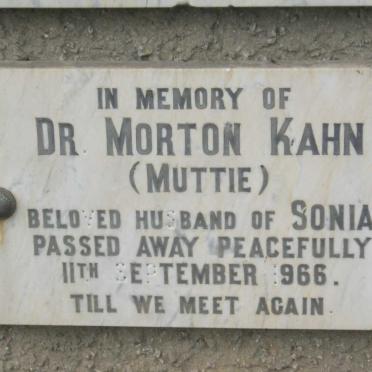 IN MEMORY OF
DR MORTON KAHN
(MUTTIE)
BELOVED HUSBAND OF SONIA
PASSED AWAY PEACEFULLY
11TH SEPTEMBER 1966.
TILL WE MEET AGAIN.